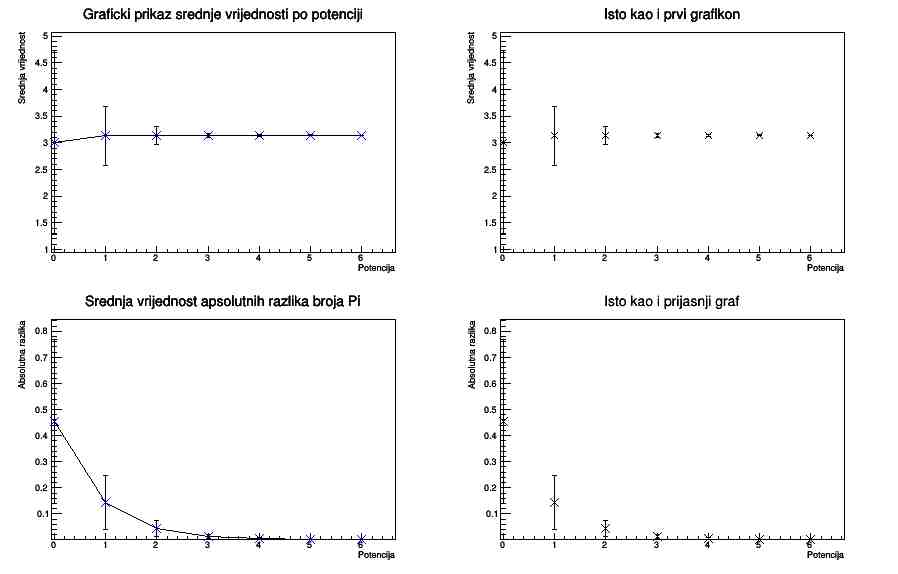 Graficki prikaz srednje vrijednosti po potenciji
Srednja vrijednost
5
4.5
4
3.5
3
2.5
2
1.5
1
0 1 2 3 4 5 6
Potencija
Isto kao i prvi grafikon
Srednja vrijednost
5
4.5
4
3.5
3
2.5
2
1.5
1
0 1 2 3 4 5 6
Potencija
Srednja vrijednost apsolutnih razlika broja Pi
Absolutna razlika
0.8
0.7
0.6
0.5
0.4
0.3
0.2
0.1
0 1 2 3 4 5 6
Potencija
Isto kao i prijasnji graf
Absolutna razlika
0.8
0.7
0.6
0.5
0.4
0.3
0.2
0.1
0 1 2 3 4 5 6
Potencija